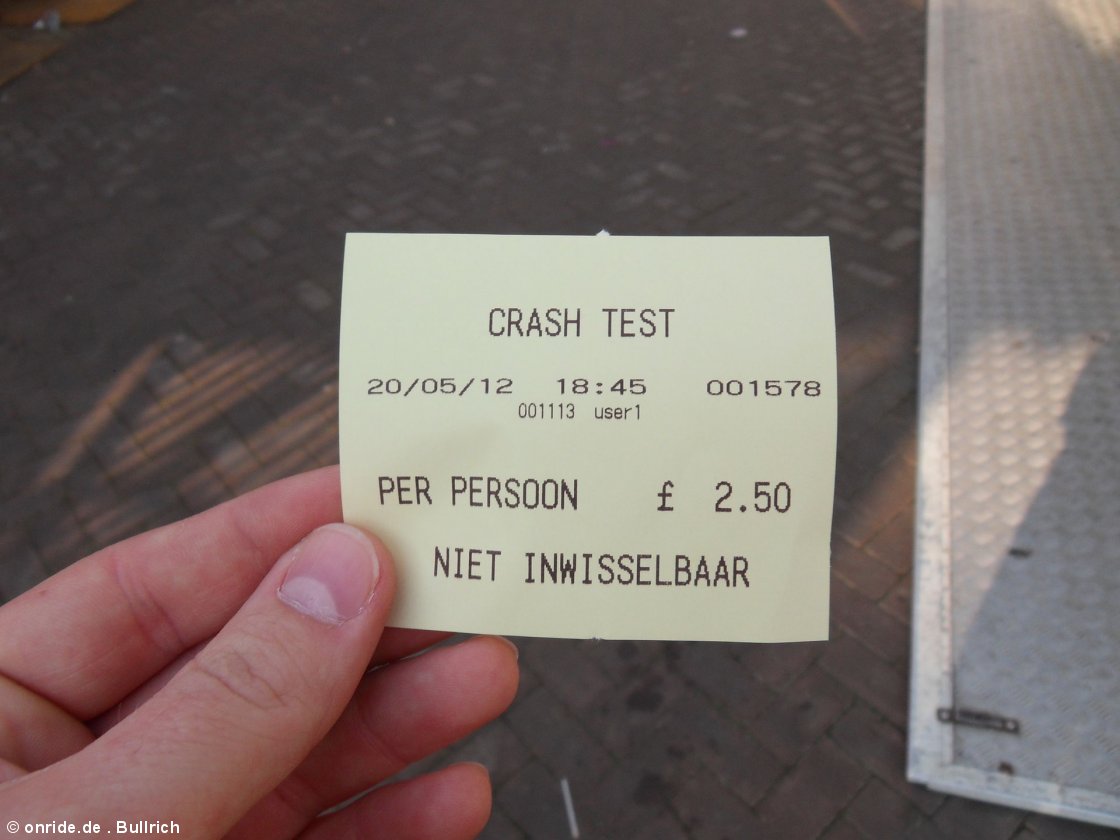 CRASH TEST
20/05/12 18:45 001578
001113 user1
PER PERSOON £ 2.50
NIET INWISSELBAAR
© onride.de . Bullrich